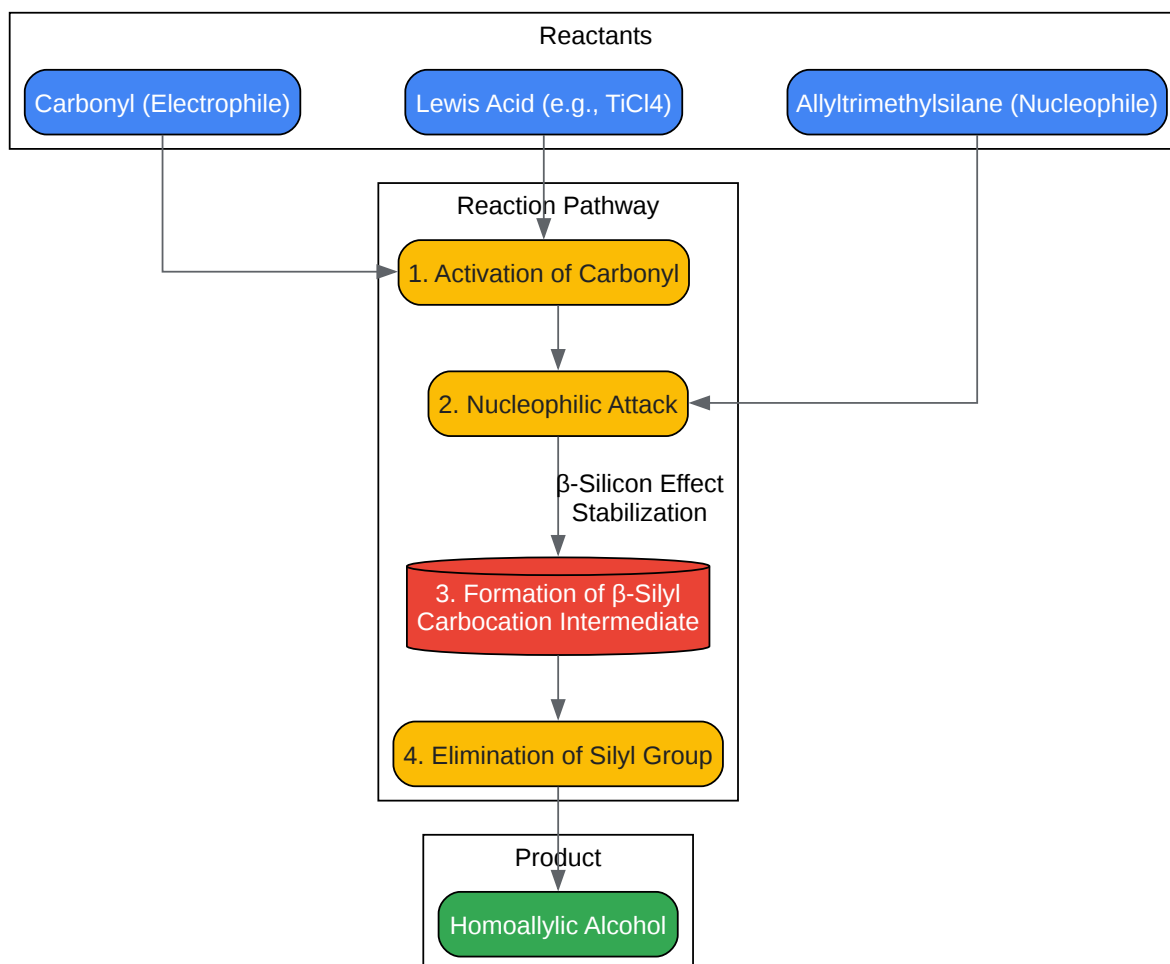 Reactants
Carbonyl (Electrophile)
Lewis Acid (e.g., TiCl4)
Allyltrimethylsilane (Nucleophile)
Reaction Pathway
1. Activation of Carbonyl
2. Nucleophilic Attack
β-Silicon Effect
Stabilization
3. Formation of β-Silyl
Carbocation Intermediate
4. Elimination of Silyl Group
Product
Homoallylic Alcohol